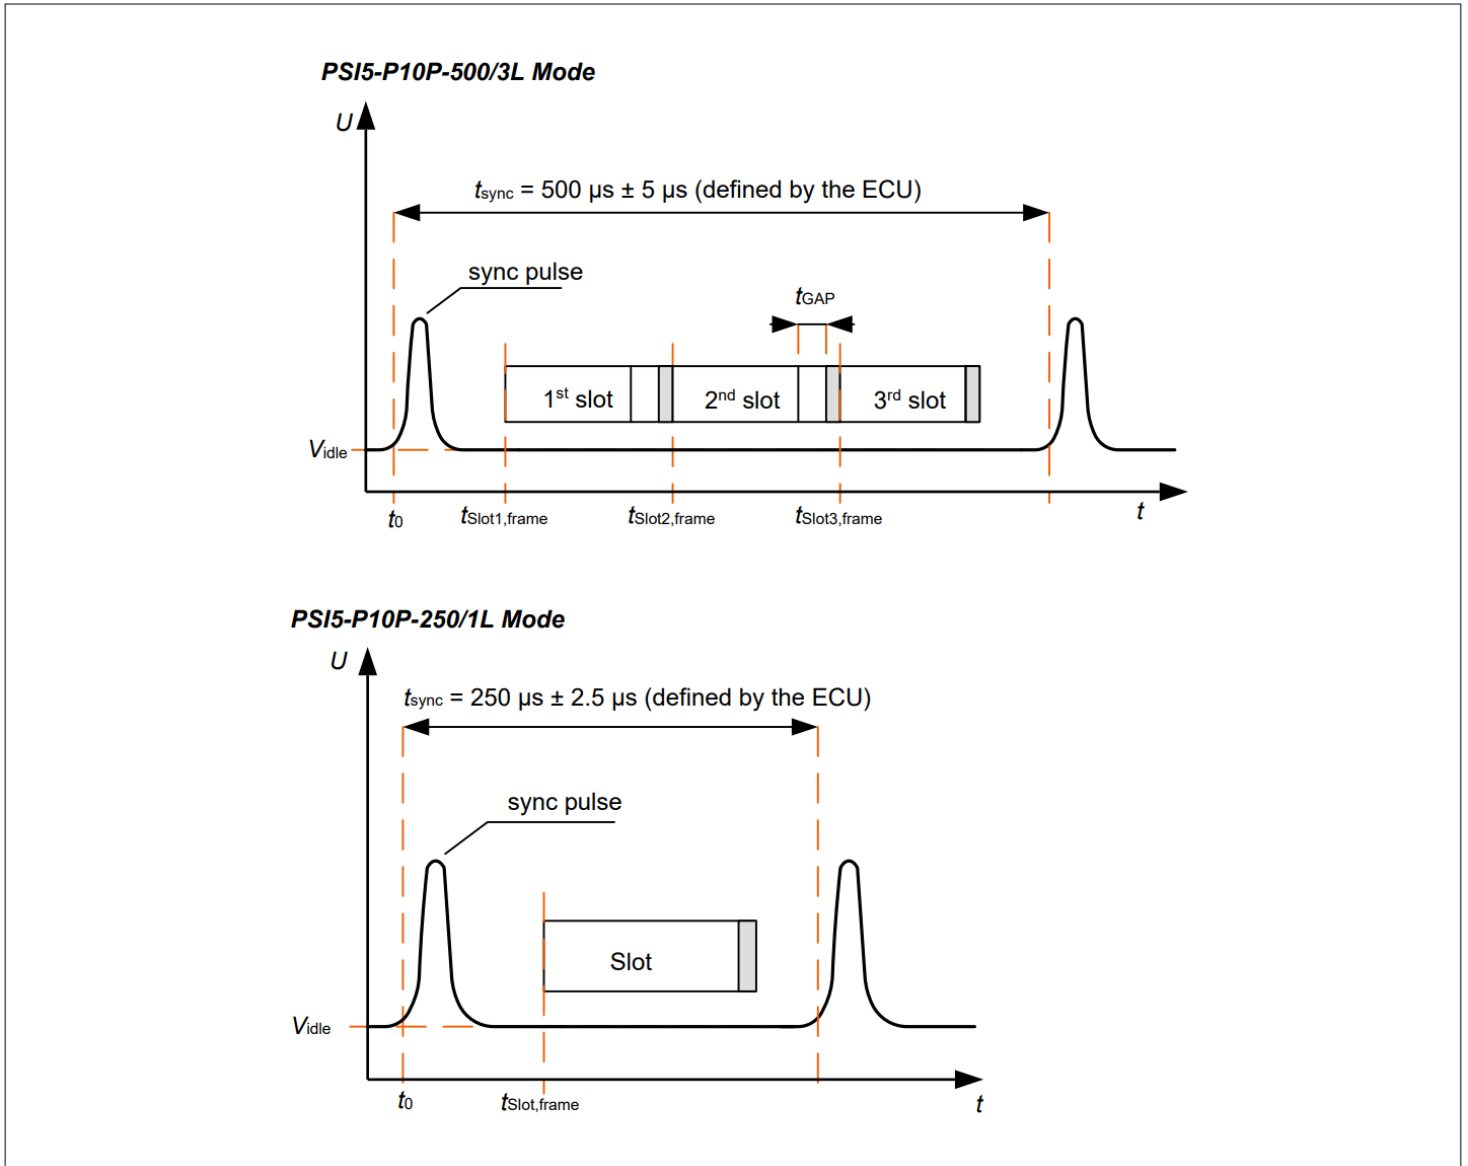 PSI5-P10P-500/3L Mode
U
tsync = 500 µs ± 5 µs (defined by the ECU)
sync pulse
tGAP
1st slot
2nd slot
3rd slot
Vidle
t0
tSlot1,frame
tSlot2,frame
tSlot3,frame
t
PSI5-P10P-250/1L Mode
U
tsync = 250 µs ± 2.5 µs (defined by the ECU)
sync pulse
Slot
Vidle
t0
tSlot,frame
t